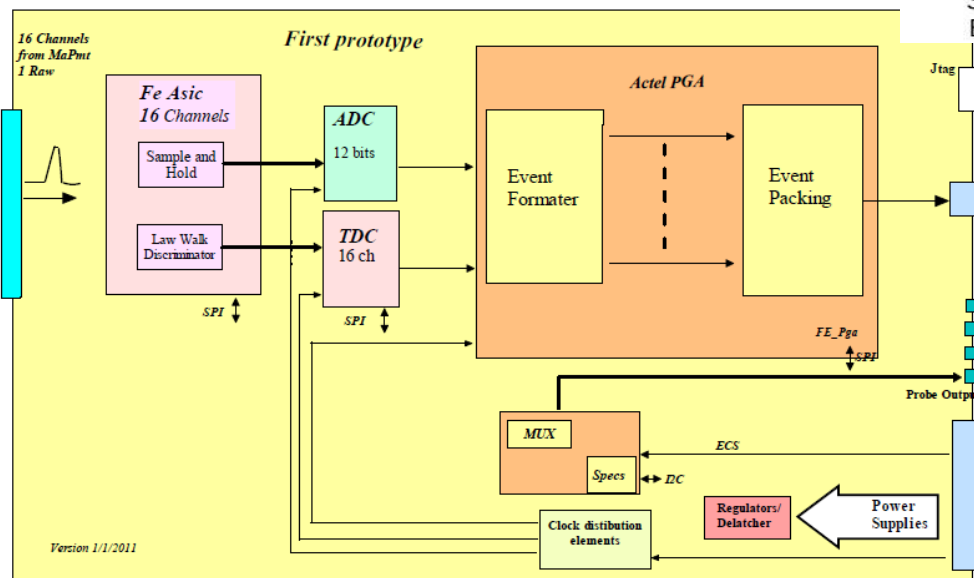 16 Channels
from MaPmt
1 Raw
First prototype
Fe Asic
16 Channels
Sample and
Hold
Law Walk
Discriminator
SPI
ADC
12 bits
TDC
16 ch
SPI
Actel PGA
Event
Formater
Event
Packing
FE_Pga
SPI
Jtag
Probe Outpu
MUX
Specs
ECS
I2C
Regulators/
Delatcher
Power
Supplies
Clock distibution
elements
Version 1/1/2011